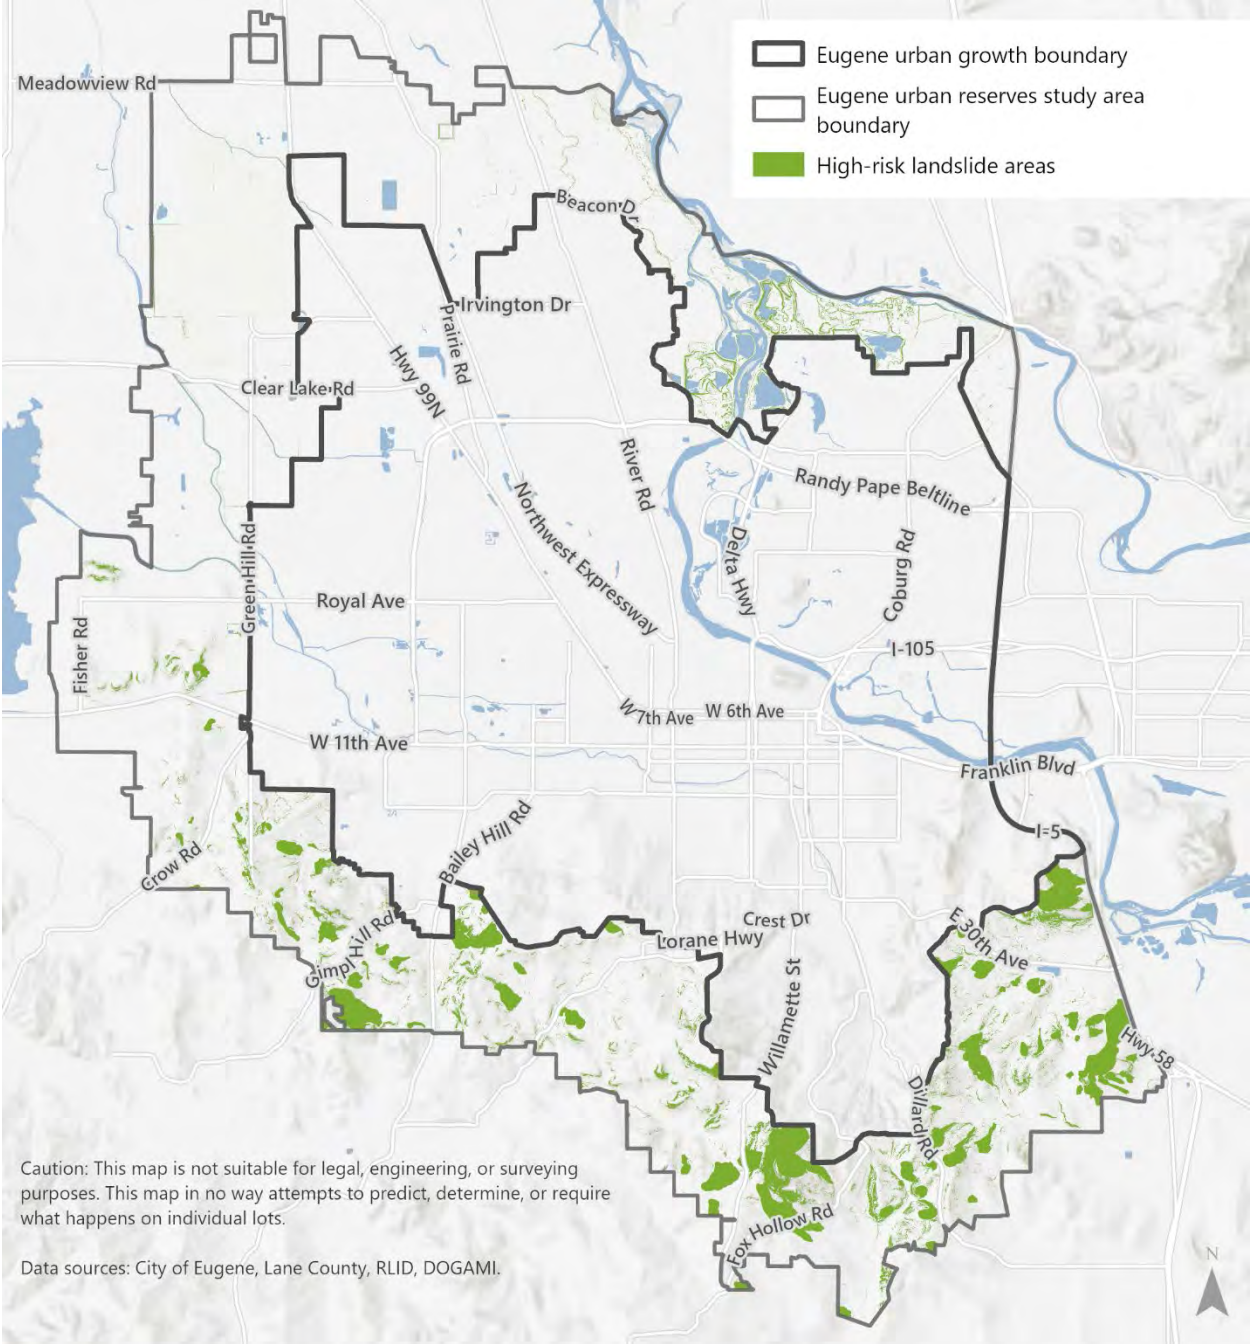 Eugene urban growth boundary
Eugene urban reserves study area
boundary
High-risk landslide areas
Meadowview Rd
Beacon Dr
Irvington Dr
Prairie Rd
Hwy 99N
Clear Lake Rd
River Rd
Randy Pape Beltline
Northwest Expressway
Delta Hwy
Coburg Rd
Green Hill Rd
Royal Ave
Fisher Rd
I-105
W 7th Ave
W 6th Ave
W 11th Ave
Franklin Blvd
I-5
Bailey Hill Rd
Crow Rd
Gimpl Hill Rd
Crest Dr
Lorane Hwy
E 30th Ave
Willamette St
Hwy 58
Dillard Rd
Fox Hollow Rd
Caution: This map is not suitable for legal, engineering, or surveying
purposes. This map in no way attempts to predict, determine, or require
what happens on individual lots.
Data sources: City of Eugene, Lane County, RLID, DOGAMI.
N